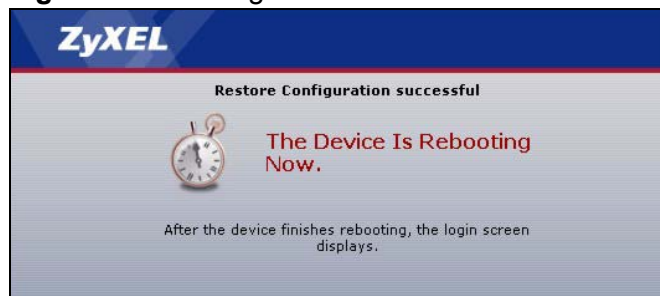 ZyXEL
Restore Configuration successful
The Device Is Rebooting
Now.
After the device finishes rebooting, the login screen
displays.